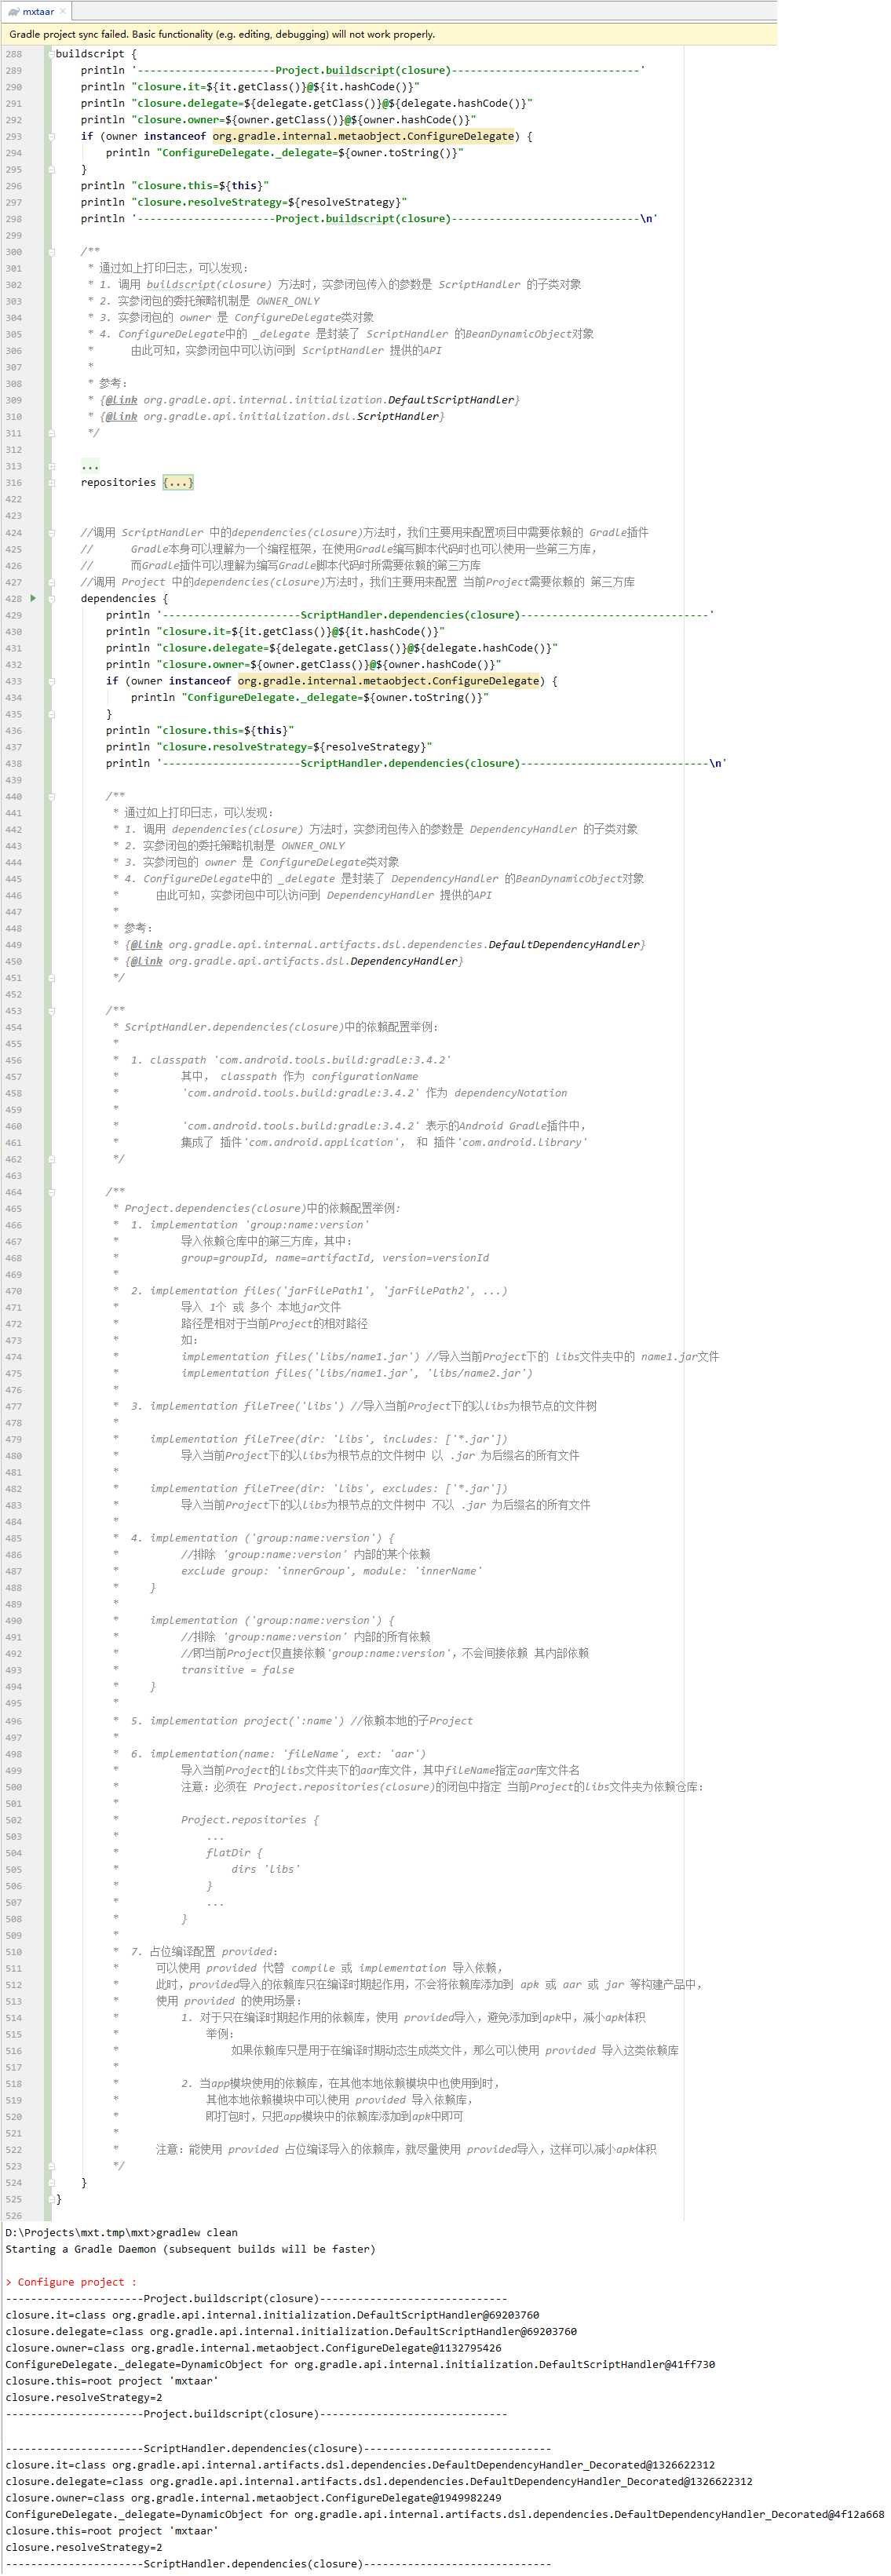 mxtaar
Gradle project sync failed. Basic functionality (e.g. editing, debugging) will not work properly.
288 buildscript {
289 println '----------------------Project.buildscript(closure)------------------------------'
290 println "closure.it=${it.getClass()}@${it.hashCode()}"
291 println "closure.delegate=${delegate.getClass()}@${delegate.hashCode()}"
292 println "closure.owner=${owner.getClass()}@${owner.hashCode()}"
293 if (owner instanceof org.gradle.internal.metaobject.ConfigureDelegate) {
294 println "ConfigureDelegate._delegate=${owner.toString()}"
295 }
296 println "closure.this=${this}"
297 println "closure.resolveStrategy=${resolveStrategy}"
298 println '----------------------Project.buildscript(closure)------------------------------\n'
299
300 /**
301 * 通过如上打印日志，可以发现：
302 * 1. 调用 buildscript(closure) 方法时，实参闭包传入的参数是 ScriptHandler 的子类对象
303 * 2. 实参闭包的委托策略机制是 OWNER_ONLY
304 * 3. 实参闭包的 owner 是 ConfigureDelegate类对象
305 * 4. ConfigureDelegate中的 _delegate 是封装了 ScriptHandler 的BeanDynamicObject对象
306 * 由此可知，实参闭包中可以访问到 ScriptHandler 提供的API
307 *
308 * 参考：
309 * {@link org.gradle.api.internal.initialization.DefaultScriptHandler}
310 * {@link org.gradle.api.initialization.dsl.ScriptHandler}
311 */
312
313 ...
316 repositories {...}
422
423
424 //调用 ScriptHandler 中的dependencies(closure)方法时，我们主要用来配置项目中需要依赖的 Gradle插件
425 // Gradle本身可以理解为一个编程框架，在使用Gradle编写脚本代码时也可以使用一些第三方库，
426 // 而Gradle插件可以理解为编写Gradle脚本代码时所需要依赖的第三方库
427 //调用 Project 中的dependencies(closure)方法时，我们主要用来配置 当前Project需要依赖的 第三方库
428 dependencies {
429 println '----------------------ScriptHandler.dependencies(closure)------------------------------'
430 println "closure.it=${it.getClass()}@${it.hashCode()}"
431 println "closure.delegate=${delegate.getClass()}@${delegate.hashCode()}"
432 println "closure.owner=${owner.getClass()}@${owner.hashCode()}"
433 if (owner instanceof org.gradle.internal.metaobject.ConfigureDelegate) {
434 println "ConfigureDelegate._delegate=${owner.toString()}"
435 }
436 println "closure.this=${this}"
437 println "closure.resolveStrategy=${resolveStrategy}"
438 println '----------------------ScriptHandler.dependencies(closure)------------------------------\n'
439
440 /**
441 * 通过如上打印日志，可以发现：
442 * 1. 调用 dependencies(closure) 方法时，实参闭包传入的参数是 DependencyHandler 的子类对象
443 * 2. 实参闭包的委托策略机制是 OWNER_ONLY
444 * 3. 实参闭包的 owner 是 ConfigureDelegate类对象
445 * 4. ConfigureDelegate中的 _delegate 是封装了 DependencyHandler 的BeanDynamicObject对象
446 * 由此可知，实参闭包中可以访问到 DependencyHandler 提供的API
447 *
448 * 参考：
449 * {@link org.gradle.api.internal.artifacts.dsl.dependencies.DefaultDependencyHandler}
450 * {@link org.gradle.api.artifacts.dsl.DependencyHandler}
451 */
452
453 /**
454 * ScriptHandler.dependencies(closure)中的依赖配置举例：
455 *
456 * 1. classpath 'com.android.tools.build:gradle:3.4.2'
457 * 其中， classpath 作为 configurationName
458 * 'com.android.tools.build:gradle:3.4.2' 作为 dependencyNotation
459 *
460 * 'com.android.tools.build:gradle:3.4.2' 表示的Android Gradle插件中，
461 * 集成了 插件'com.android.application'， 和 插件'com.android.library'
462 */
463
464 /**
465 * Project.dependencies(closure)中的依赖配置举例：
466 * 1. implementation 'group:name:version'
467 * 导入依赖仓库中的第三方库，其中：
468 * group=groupId, name=artifactId, version=versionId
469 *
470 * 2. implementation files('jarFilePath1', 'jarFilePath2', ...)
471 * 导入 1个 或 多个 本地jar文件
472 * 路径是相对于当前Project的相对路径
473 * 如：
474 * implementation files('libs/name1.jar') //导入当前Project下的 libs文件夹中的 name1.jar文件
475 * implementation files('libs/name1.jar', 'libs/name2.jar')
476 *
477 * 3. implementation fileTree('libs') //导入当前Project下的以libs为根节点的文件树
478 *
479 * implementation fileTree(dir: 'libs', includes: ['*.jar'])
480 * 导入当前Project下的以libs为根节点的文件树中 以 .jar 为后缀名的所有文件
481 *
482 * implementation fileTree(dir: 'libs', excludes: ['*.jar'])
483 * 导入当前Project下的以libs为根节点的文件树中 不以 .jar 为后缀名的所有文件
484 *
485 * 4. implementation ('group:name:version') {
486 * //排除 'group:name:version' 内部的某个依赖
487 * exclude group: 'innerGroup', module: 'innerName'
488 * }
489 *
490 * implementation ('group:name:version') {
491 * //排除 'group:name:version' 内部的所有依赖
492 * //即当前Project仅直接依赖'group:name:version'，不会间接依赖 其内部依赖
493 * transitive = false
494 * }
495 *
496 * 5. implementation project(':name') //依赖本地的子Project
497 *
498 * 6. implementation(name: 'fileName', ext: 'aar')
499 * 导入当前Project的libs文件夹下的aar库文件，其中fileName指定aar库文件名
500 * 注意：必须在 Project.repositories(closure)的闭包中指定 当前Project的libs文件夹为依赖仓库：
501 *
502 * Project.repositories {
503 * ...
504 * flatDir {
505 * dirs 'libs'
506 * }
507 * ...
508 * }
509 *
510 * 7. 占位编译配置 provided：
511 * 可以使用 provided 代替 compile 或 implementation 导入依赖，
512 * 此时，provided导入的依赖库只在编译时期起作用，不会将依赖库添加到 apk 或 aar 或 jar 等构建产品中，
513 * 使用 provided 的使用场景：
514 * 1. 对于只在编译时期起作用的依赖库，使用 provided导入，避免添加到apk中，减小apk体积
515 * 举例：
516 * 如果依赖库只是用于在编译时期动态生成类文件，那么可以使用 provided 导入这类依赖库
517 *
518 * 2. 当app模块使用的依赖库，在其他本地依赖模块中也使用到时，
519 * 其他本地依赖模块中可以使用 provided 导入依赖库，
520 * 即打包时，只把app模块中的依赖库添加到apk中即可
521 *
522 * 注意：能使用 provided 占位编译导入的依赖库，就尽量使用 provided导入，这样可以减小apk体积
523 */
524 }
525 }
526
D:\Projects\mxt.tmp\mxt>gradlew clean
Starting a Gradle Daemon (subsequent builds will be faster)
> Configure project :
----------------------Project.buildscript(closure)------------------------------
closure.it=class org.gradle.api.internal.initialization.DefaultScriptHandler@69203760
closure.delegate=class org.gradle.api.internal.initialization.DefaultScriptHandler@69203760
closure.owner=class org.gradle.internal.metaobject.ConfigureDelegate@1132795426
ConfigureDelegate._delegate=DynamicObject for org.gradle.api.internal.initialization.DefaultScriptHandler@41ff730
closure.this=root project 'mxtaar'
closure.resolveStrategy=2
----------------------Project.buildscript(closure)------------------------------
----------------------ScriptHandler.dependencies(closure)------------------------------
closure.it=class org.gradle.api.internal.artifacts.dsl.dependencies.DefaultDependencyHandler_Decorated@1326622312
closure.delegate=class org.gradle.api.internal.artifacts.dsl.dependencies.DefaultDependencyHandler_Decorated@1326622312
closure.owner=class org.gradle.internal.metaobject.ConfigureDelegate@1949982249
ConfigureDelegate._delegate=DynamicObject for org.gradle.api.internal.artifacts.dsl.dependencies.DefaultDependencyHandler_Decorated@4f12a668
closure.this=root project 'mxtaar'
closure.resolveStrategy=2
----------------------ScriptHandler.dependencies(closure)------------------------------